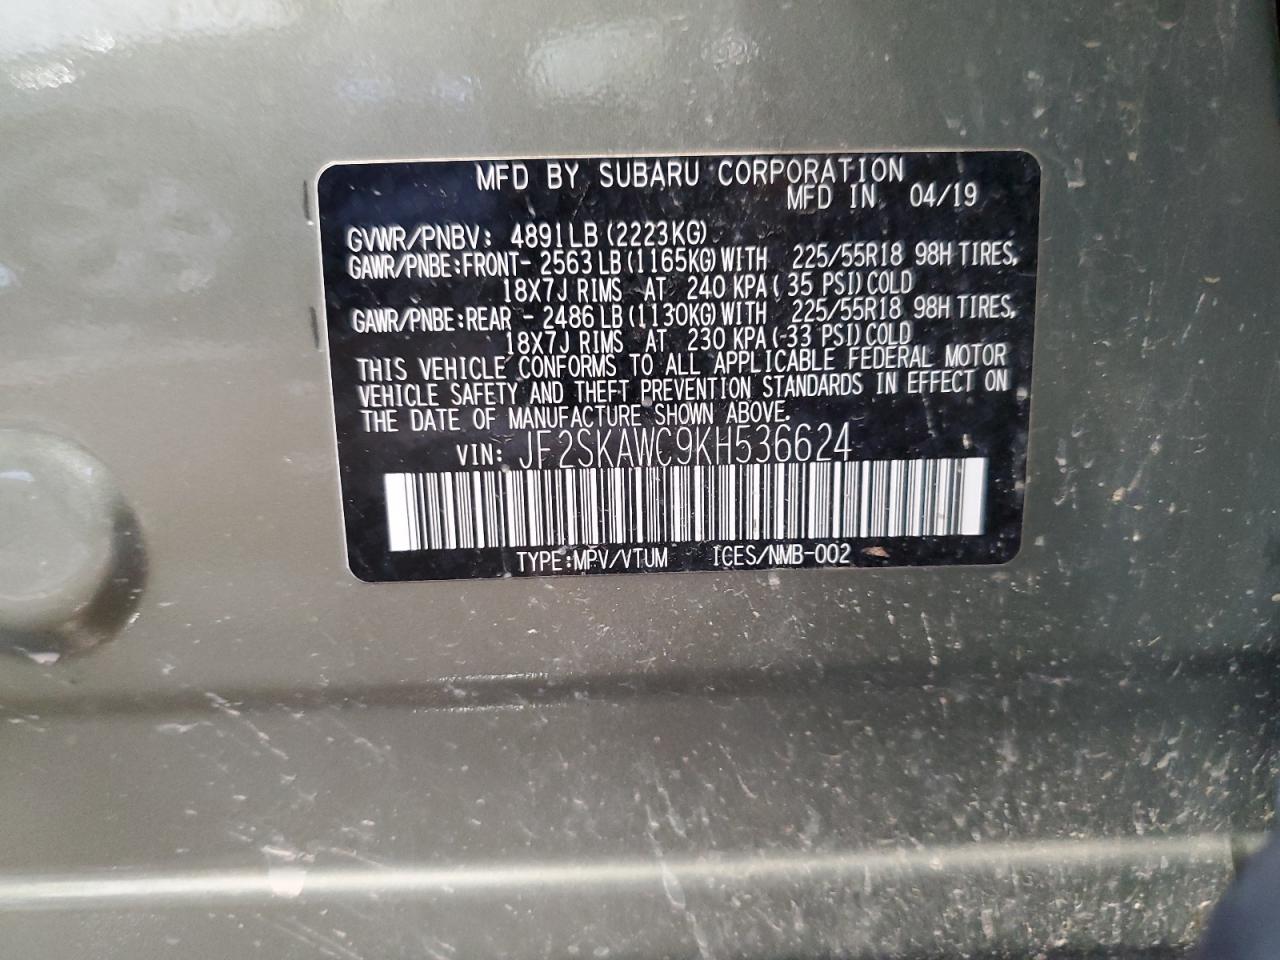 MFD BY SUBARU CORPORATION
MFD IN 04/19
GVWR/PNBV: 4891LB (2223KG)
GAWR/PNBE:FRONT- 2563 LB (1165KG) WITH 225/55R18 98H TIRES,
18X7J RIMS AT 240 KPA ( 35 PSI) COLD
GAWR/PNBE:REAR - 2486 LB (1130KG) WITH 225/55R18 98H TIRES,
18X7J RIMS AT 230 KPA ( 33 PSI) COLD
THIS VEHICLE CONFORMS TO ALL APPLICABLE FEDERAL MOTOR
VEHICLE SAFETY AND THEFT PREVENTION STANDARDS IN EFFECT ON
THE DATE OF MANUFACTURE SHOWN ABOVE.
VIN: JF2SKAWC9KH536624
TYPE:MPV/VTUM ICES/NMB-002